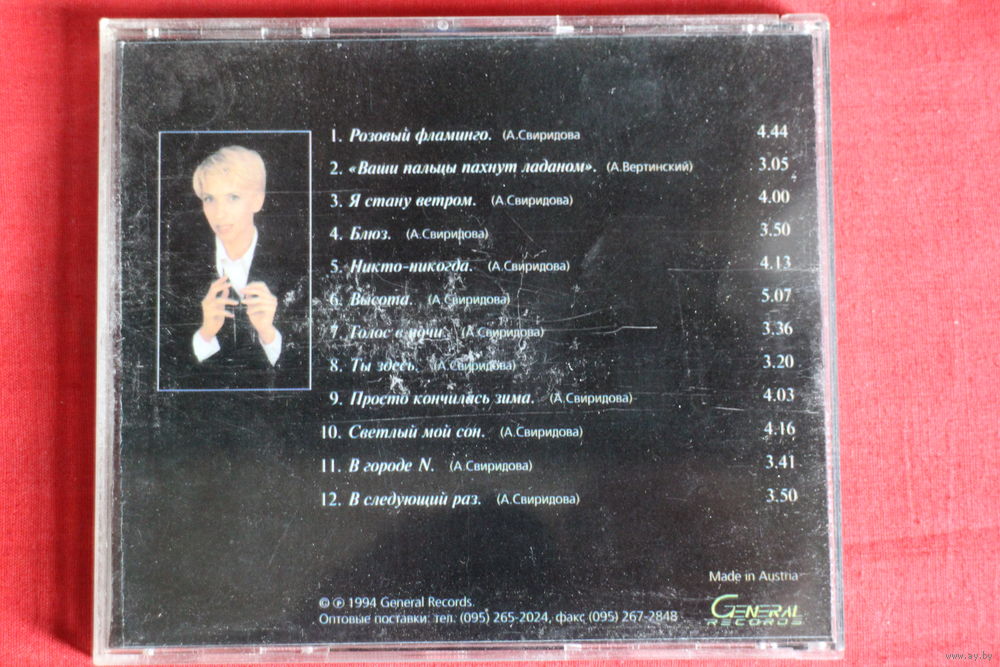 1. Розовый фламинго. (А.Свиридова 4.44
2. «Ваши пальцы пахнут ладаном». (А.Вертинский) 3.05
3. Я стану ветром. (А.Свиридова) 4.00
4. Блюз. (А.Свиридова) 3.50
5. Никто-никогда. (А.Свиридова) 4.13
6. Высота. (А.Свиридова) 5.07
7. Голос в ночи. (А.Свиридова) 3.36
8. Ты здесь. (А.Свиридова) 3.20
9. Просто кончилась зима. (А.Свиридова) 4.03
10. Светлый мой сон. (А.Свиридова) 4.16
11. В городе N. (А.Свиридова) 3.41
12. В следующий раз. (А.Свиридова) 3.50
Made in Austria
© ℗ 1994 General Records.
Оптовые поставки: тел. (095) 265-2024, факс (095) 267-2848
GENERAL
RECORDS
www.ay.by